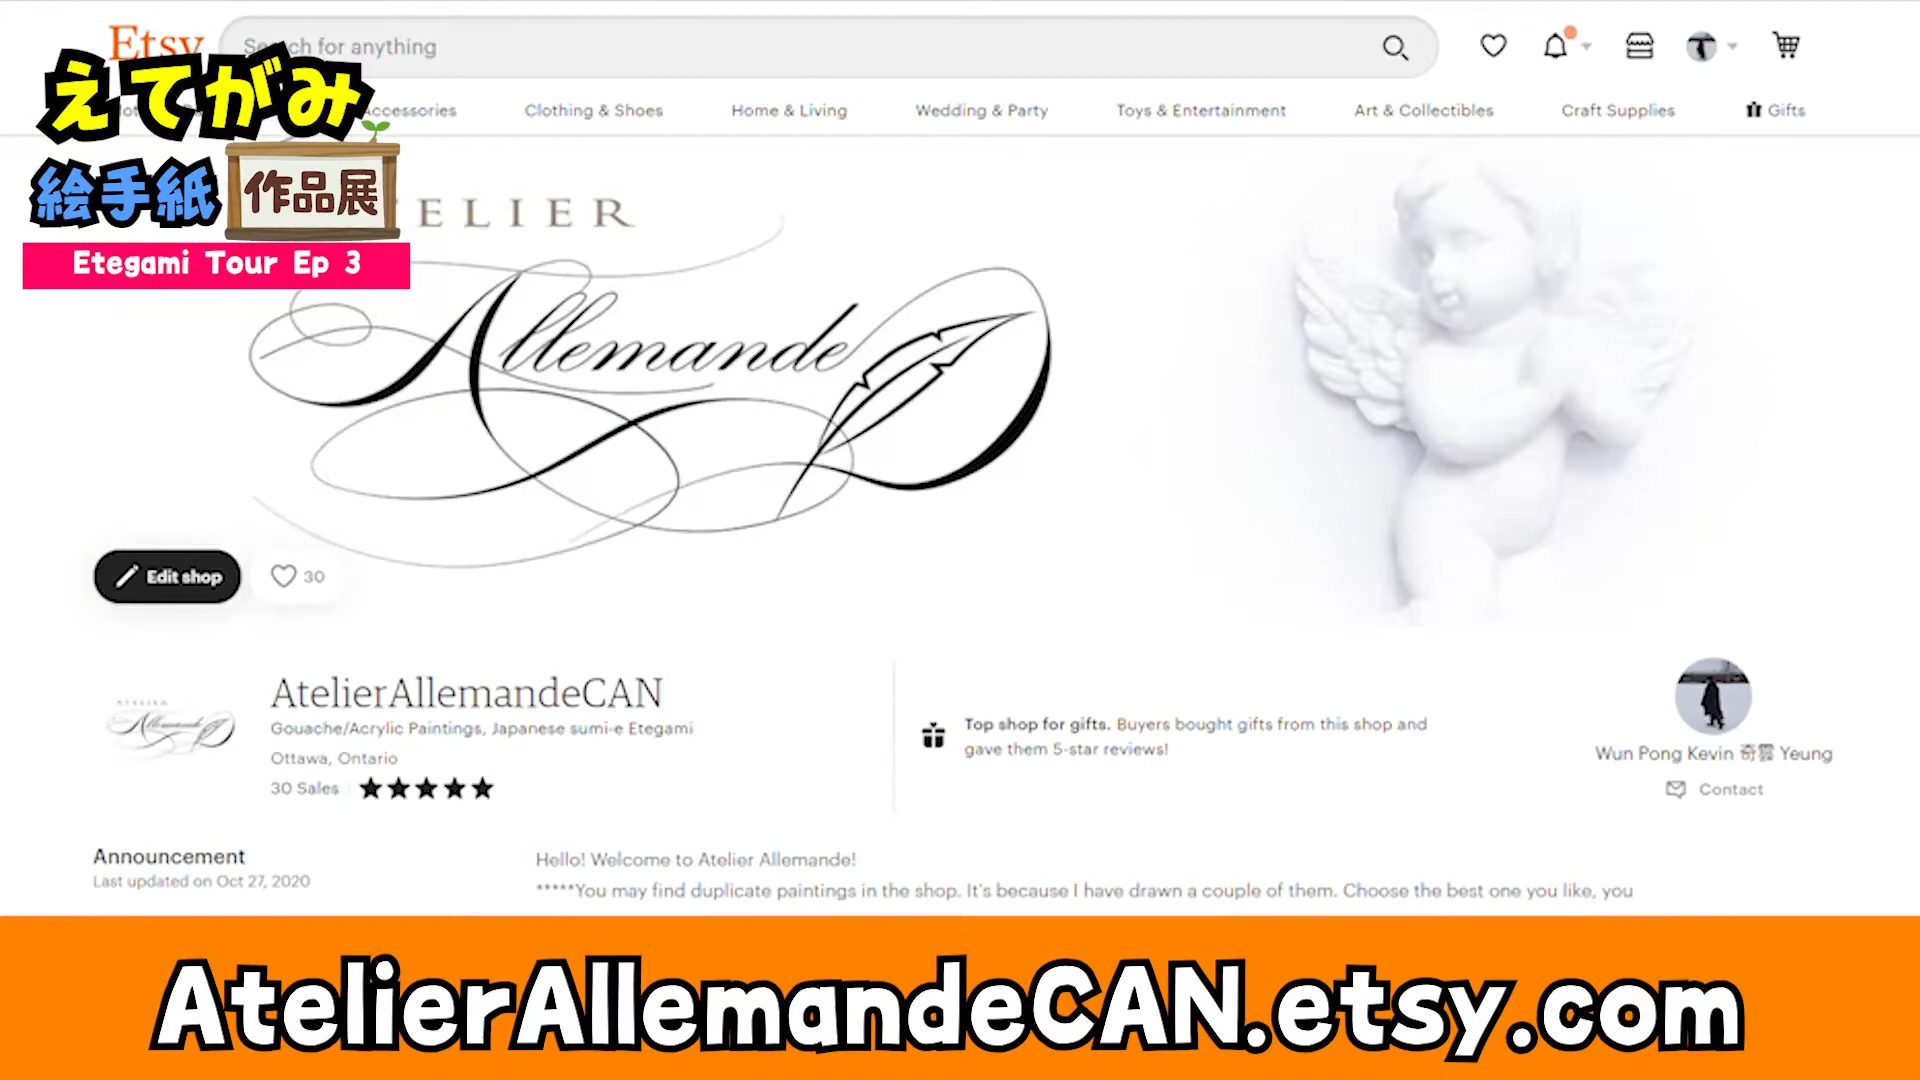 Etsy
Search for anything
えてがみ
絵手紙
作品展
Etegami Tour Ep 3
Accessories
Clothing & Shoes
Home & Living
Wedding & Party
Toys & Entertainment
Art & Collectibles
Craft Supplies
Gifts
ATELIER
Allemande
Edit shop
30
AtelierAllemandeCAN
Gouache/Acrylic Paintings, Japanese sumi-e Etegami
Ottawa, Ontario
30 Sales
Top shop for gifts. Buyers bought gifts from this shop and
gave them 5-star reviews!
Wun Pong Kevin 奇雲 Yeung
Contact
Announcement
Last updated on Oct 27, 2020
Hello! Welcome to Atelier Allemande!
*****You may find duplicate paintings in the shop. It's because I have drawn a couple of them. Choose the best one you like, you
AtelierAllemandeCAN.etsy.com